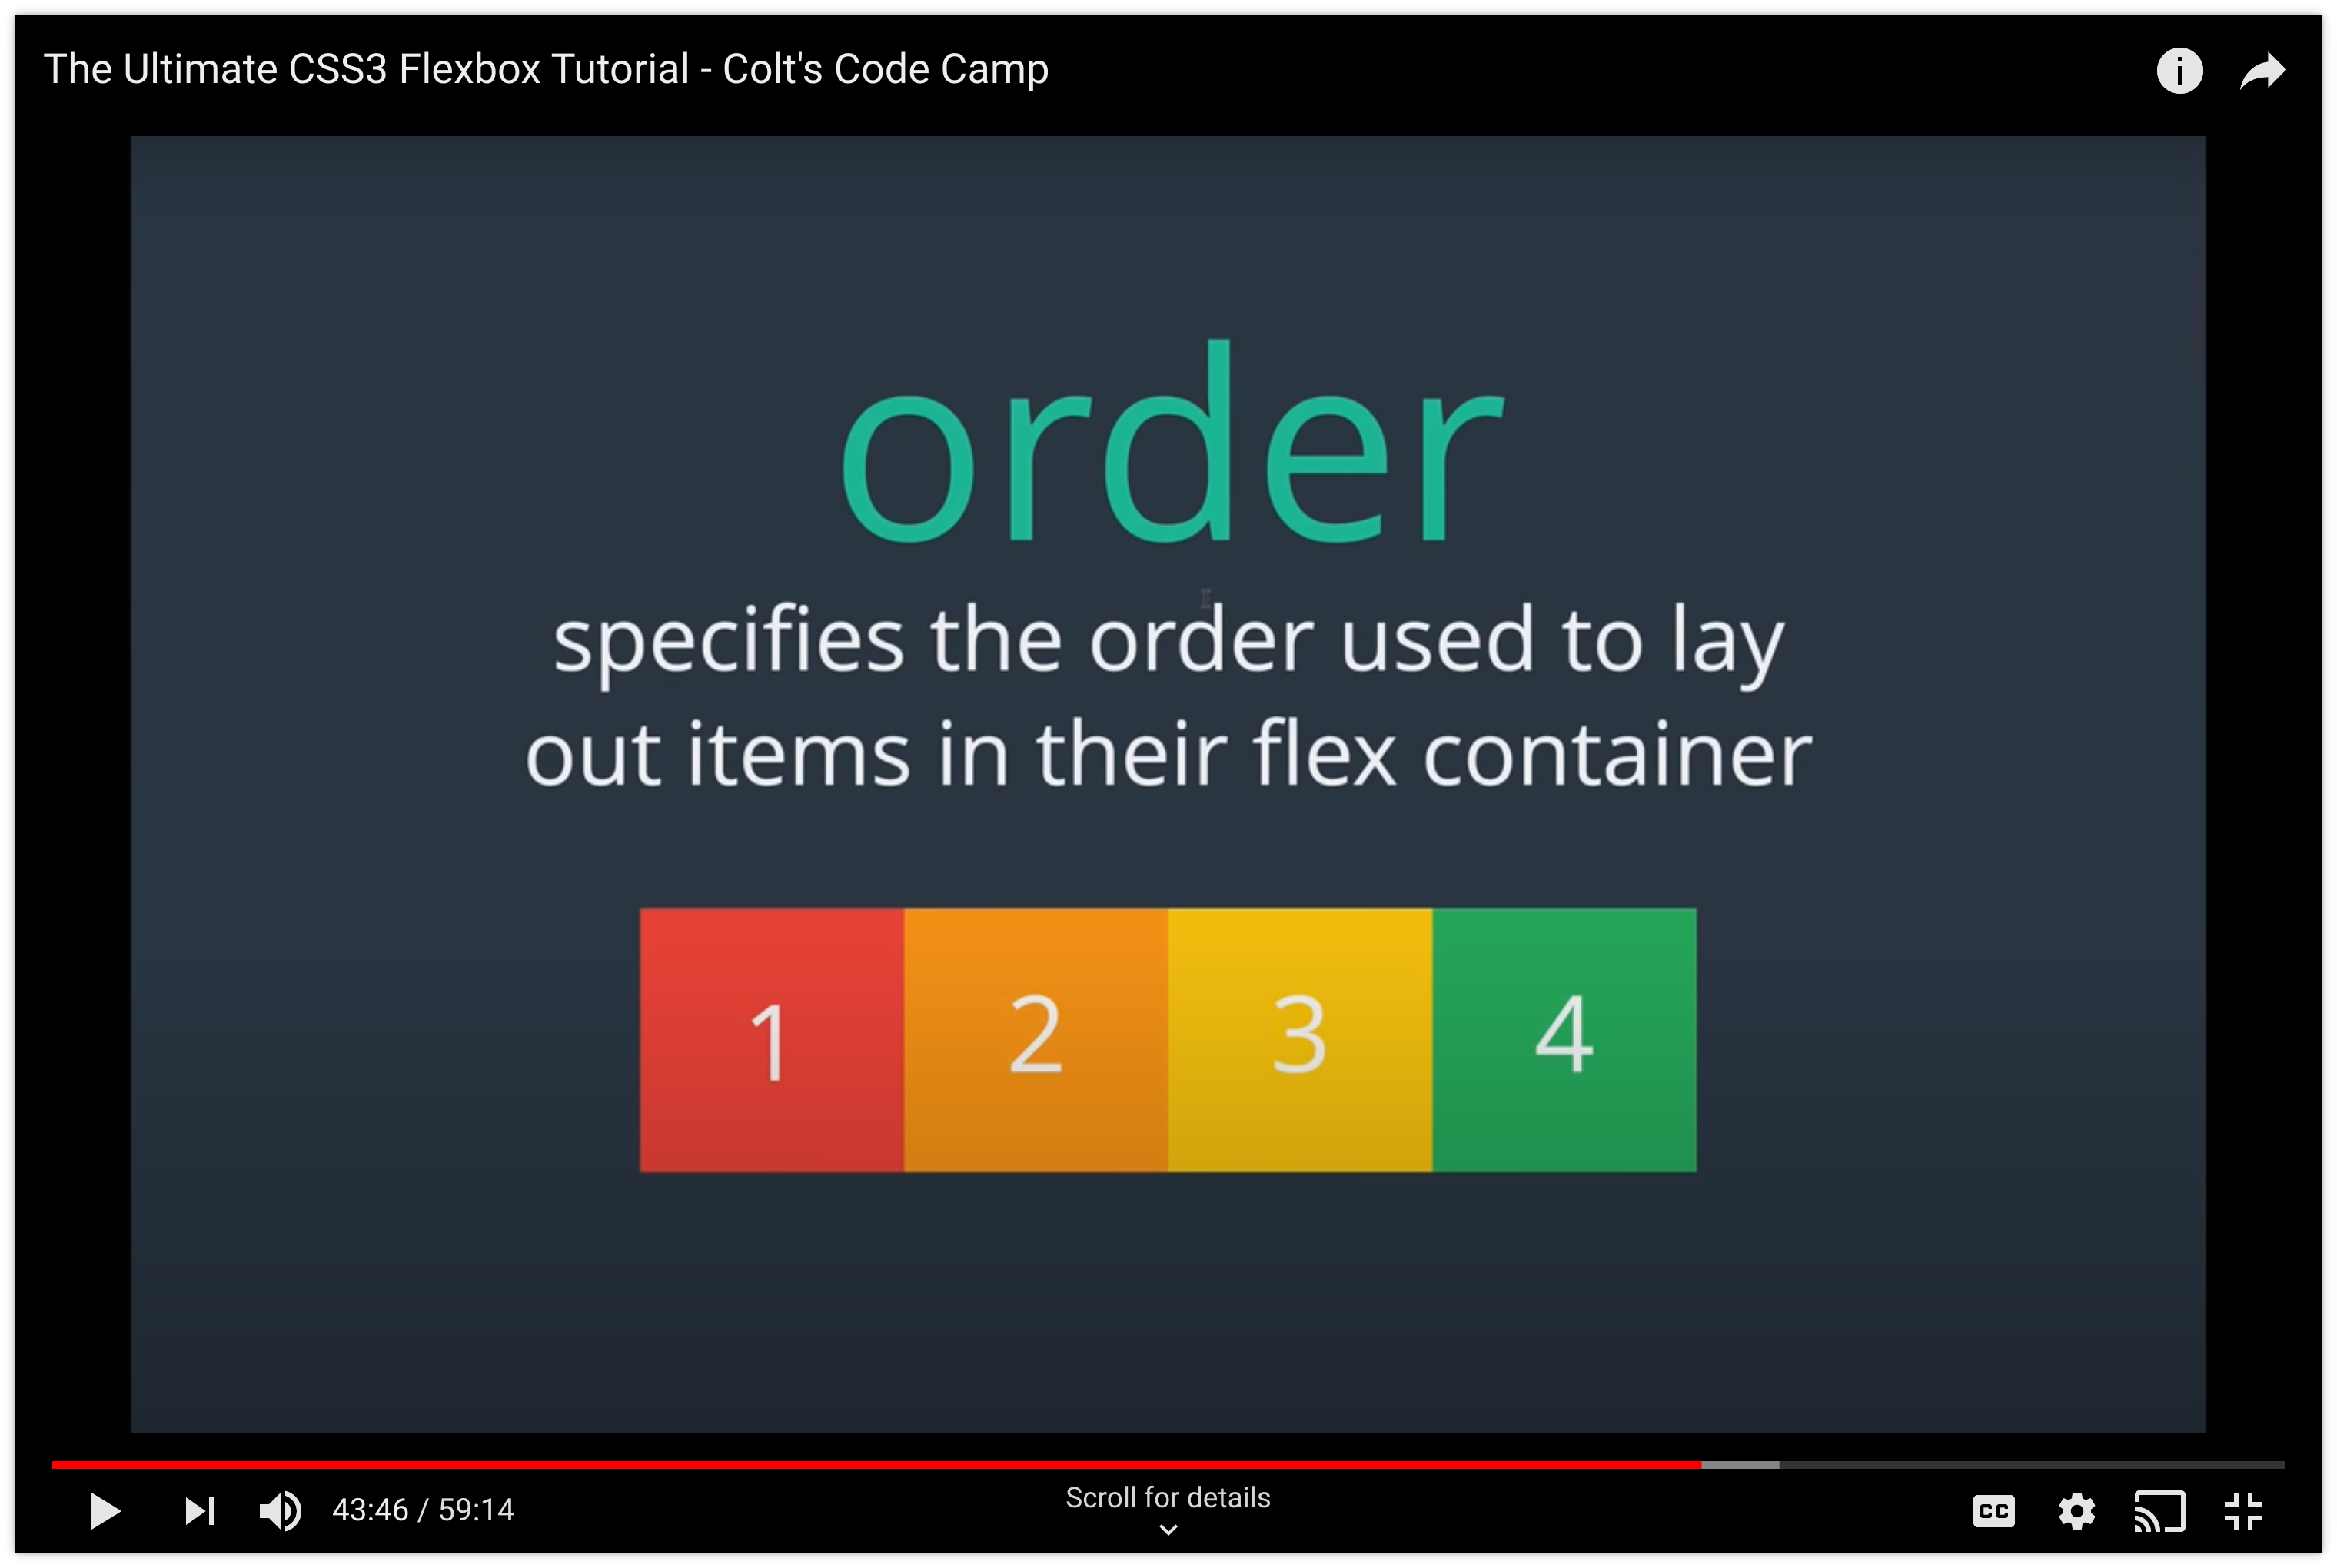 The Ultimate CSS3 Flexbox Tutorial - Colt's Code Camp
i
order
specifies the order used to lay
out items in their flex container
1 2 3 4
43:46 / 59:14
Scroll for details
CC